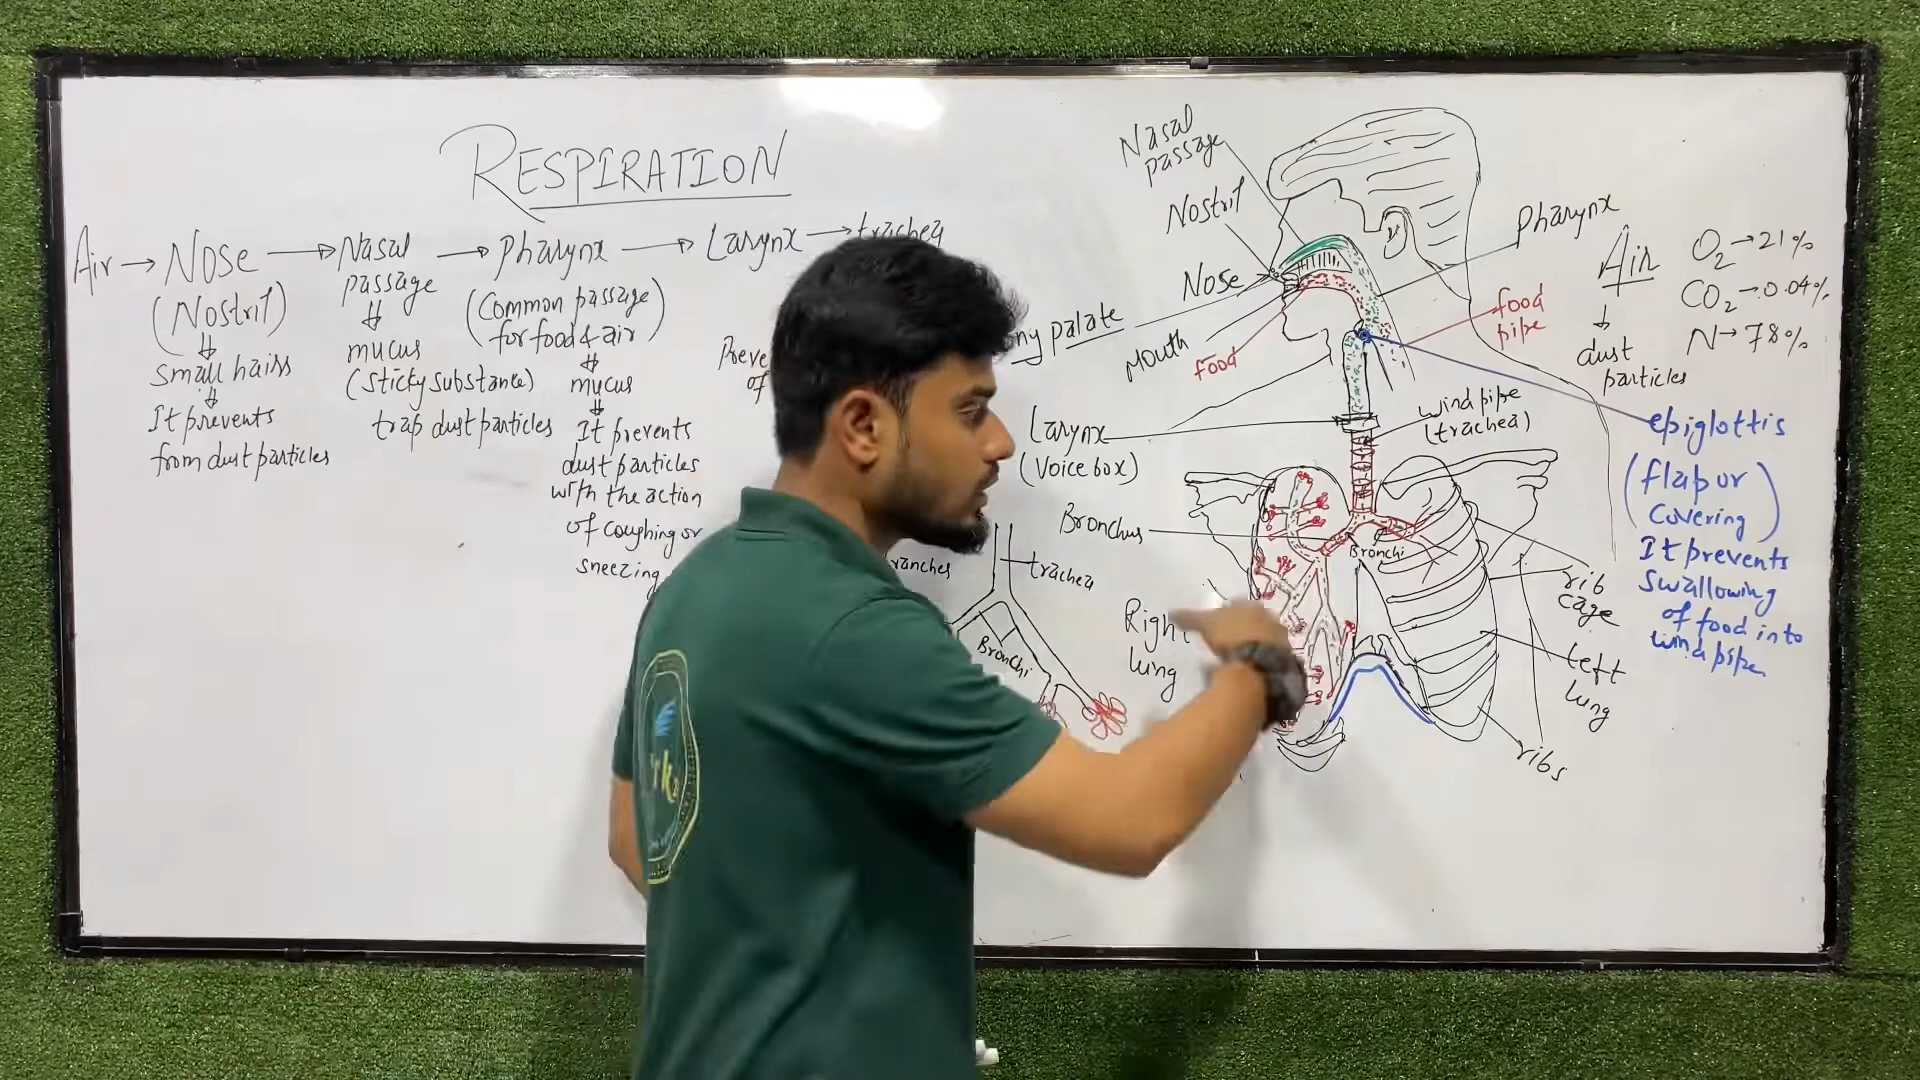 RESPIRATION
Air → Nose → Nasal → Pharynx → Larynx → trachea
passage
(Nostril)
(Common passage
for food & air)
small hairs
It prevents
from dust particles
mucus
(sticky substance)
trap dust particles
mucus
It prevents
dust particles
with the action
of coughing or
sneezing
of
trachea
Bronchi
Nasal
passage
Nostril
Nose
palate
Mouth
food
Larynx
(Voice box)
Bronchus
Right
lung
Pharynx
food
pipe
wind pipe
(trachea)
Bronchi
rib
cage
left
lung
ribs
Air
dust
particles
O2 → 21%
CO2 → 0.04%
N → 78%
epiglottis
(flap or
covering)
It prevents
swallowing
of food into
wind pipe